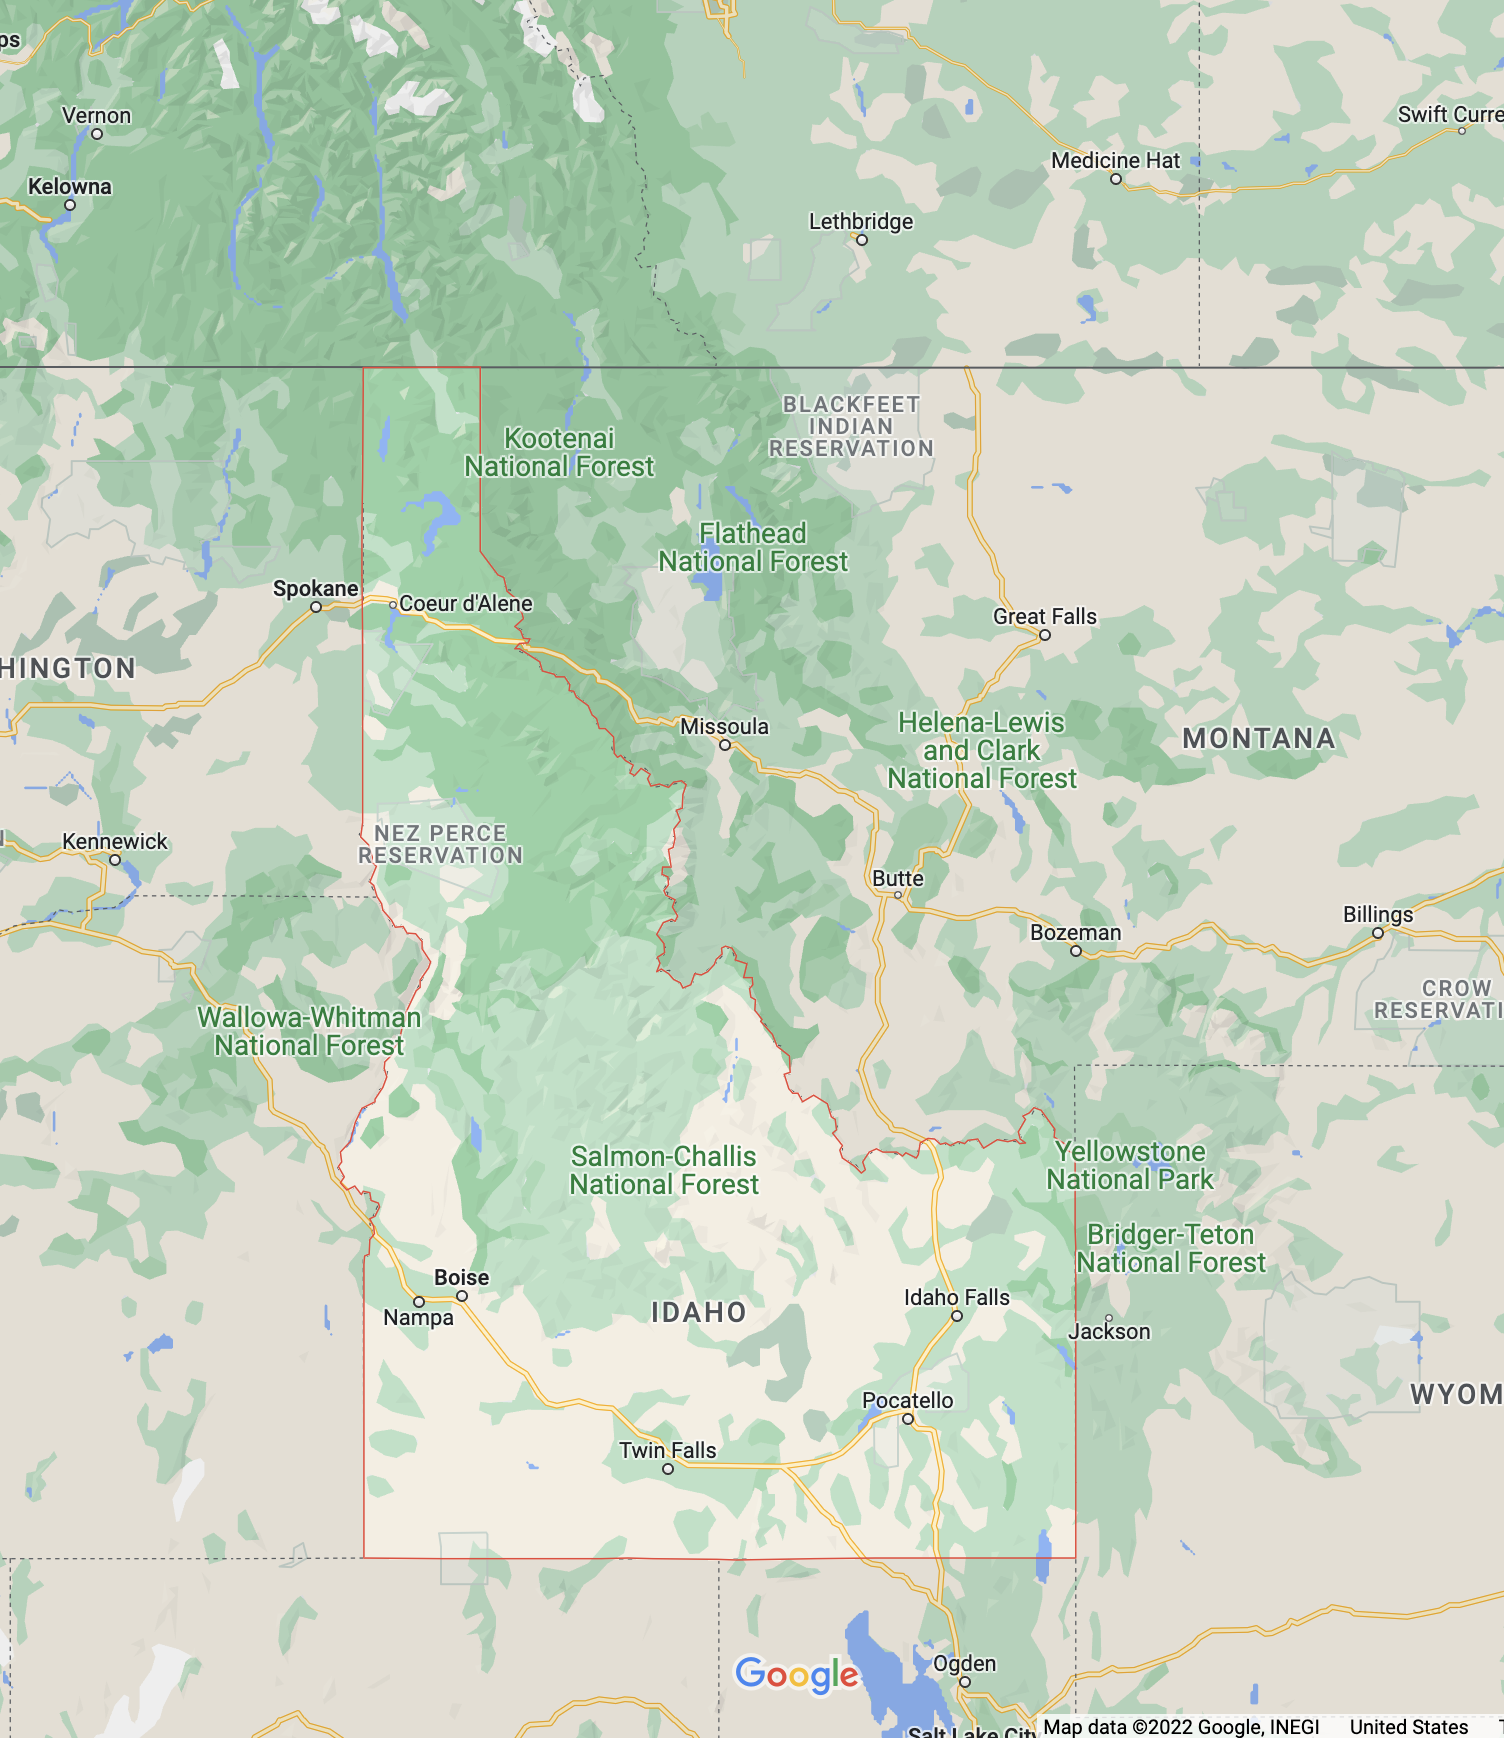 ps
Vernon
Kelowna
Swift Curre
Medicine Hat
Lethbridge
BLACKFEET
INDIAN
RESERVATION
Kootenai
National Forest
Flathead
National Forest
Spokane
Coeur d'Alene
Great Falls
HINGTON
Missoula
Helena-Lewis
and Clark
National Forest
MONTANA
NEZ PERCE
RESERVATION
Kennewick
Butte
Billings
Bozeman
CROW
RESERVATI
Wallowa-Whitman
National Forest
Salmon-Challis
National Forest
Yellowstone
National Park
Bridger-Teton
National Forest
Boise
Nampa
IDAHO
Idaho Falls
Jackson
WYOM
Pocatello
Twin Falls
Google
Ogden
Salt Lake City
Map data ©2022 Google, INEGI
United States